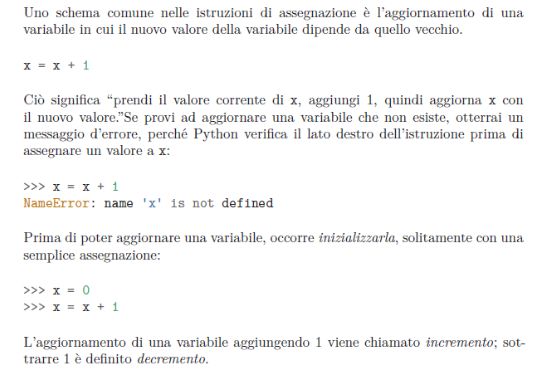 Uno schema comune nelle istruzioni di assegnazione è l'aggiornamento di una
variabile in cui il nuovo valore della variabile dipende da quello vecchio.
x = x + 1
Ciò significa “prendi il valore corrente di x, aggiungi 1, quindi aggiorna x con
il nuovo valore.”Se provi ad aggiornare una variabile che non esiste, otterrai un
messaggio d'errore, perché Python verifica il lato destro dell'istruzione prima di
assegnare un valore a x:
>>> x = x + 1
NameError: name 'x' is not defined
Prima di poter aggiornare una variabile, occorre inizializzarla, solitamente con una
semplice assegnazione:
>>> x = 0
>>> x = x + 1
L'aggiornamento di una variabile aggiungendo 1 viene chiamato incremento; sot-
trarre 1 è definito decremento.